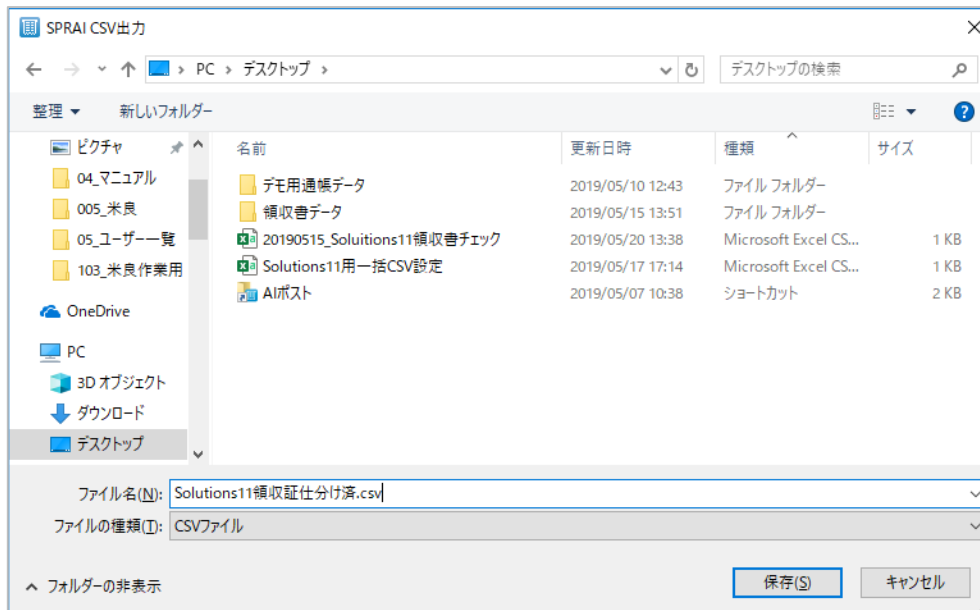 SPRAI CSV出力
PC › デスクトップ ›
デスクトップの検索
整理 新しいフォルダー
名前 更新日時 種類 サイズ
ピクチャ
04_マニュアル
005_米良
05_ユーザー一覧
103_米良作業用
OneDrive
PC
3D オブジェクト
ダウンロード
デスクトップ
デモ用通帳データ 2019/05/10 12:43 ファイル フォルダー
領収書データ 2019/05/15 13:51 ファイル フォルダー
20190515_Soluitions11領収書チェック 2019/05/20 13:38 Microsoft Excel CS... 1 KB
Solutions11用一括CSV設定 2019/05/17 17:14 Microsoft Excel CS... 1 KB
AIポスト 2019/05/07 10:38 ショートカット 2 KB
ファイル名(N): Solutions11領収証仕分け済.csv
ファイルの種類(T): CSVファイル
フォルダーの非表示 保存(S) キャンセル